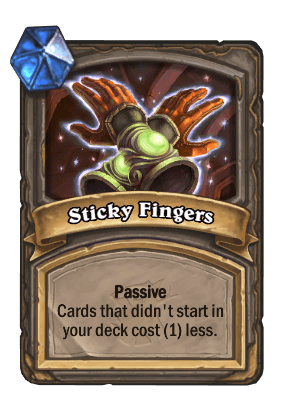 Sticky Fingers
Passive
Cards that didn't start in
your deck cost (1) less.